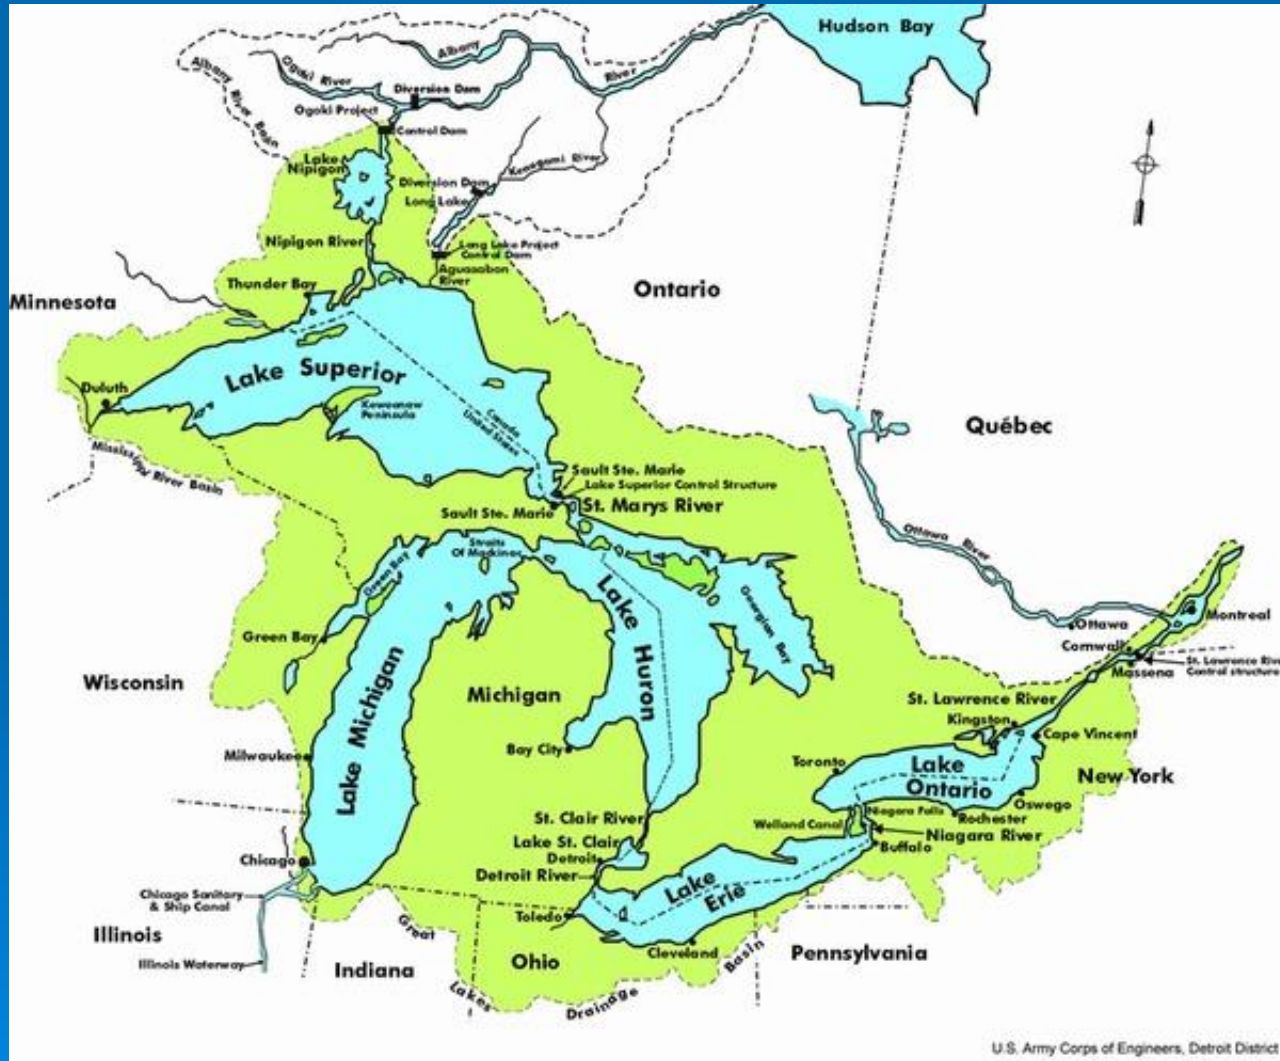 Hudson Bay
Albany
River
Albany
River Basin
Ogoki River
Diversion Dam
Ogoki Project
Control Dam
Lake
Nipigon
Kenogami River
Diversion Dam
Long Lake
Nipigon River
Long Lake Project
Control Dam
Aguasabon
River
Thunder Bay
Minnesota
Ontario
Lake Superior
Duluth
Keweenaw
Peninsula
Canada
United States
Québec
Mississippi River Basin
Sault Ste. Marie
Lake Superior Control Structure
St. Marys River
Sault Ste. Marie
Straits
Of Mackinac
Green Bay
Ottawa River
Lake Huron
Georgian Bay
Montreal
Ottawa
Cornwall
Green Bay
St. Lawrence Rive
Control structure
Massena
Wisconsin
Lake Michigan
Michigan
St. Lawrence River
Kingston
Cape Vincent
Bay City
Milwaukee
Toronto
Lake
Ontario
New York
Oswego
Niagara Falls
Rochester
St. Clair River
Welland Canal
Niagara River
Lake St. Clair
Buffalo
Detroit
Chicago
Detroit River
Lake
Erie
Chicago Sanitary
& Ship Canal
Toledo
Illinois
Great
Lakes
Drainage
Basin
Cleveland
Pennsylvania
Illinois Waterway
Indiana
Ohio
U.S. Army Corps of Engineers, Detroit District